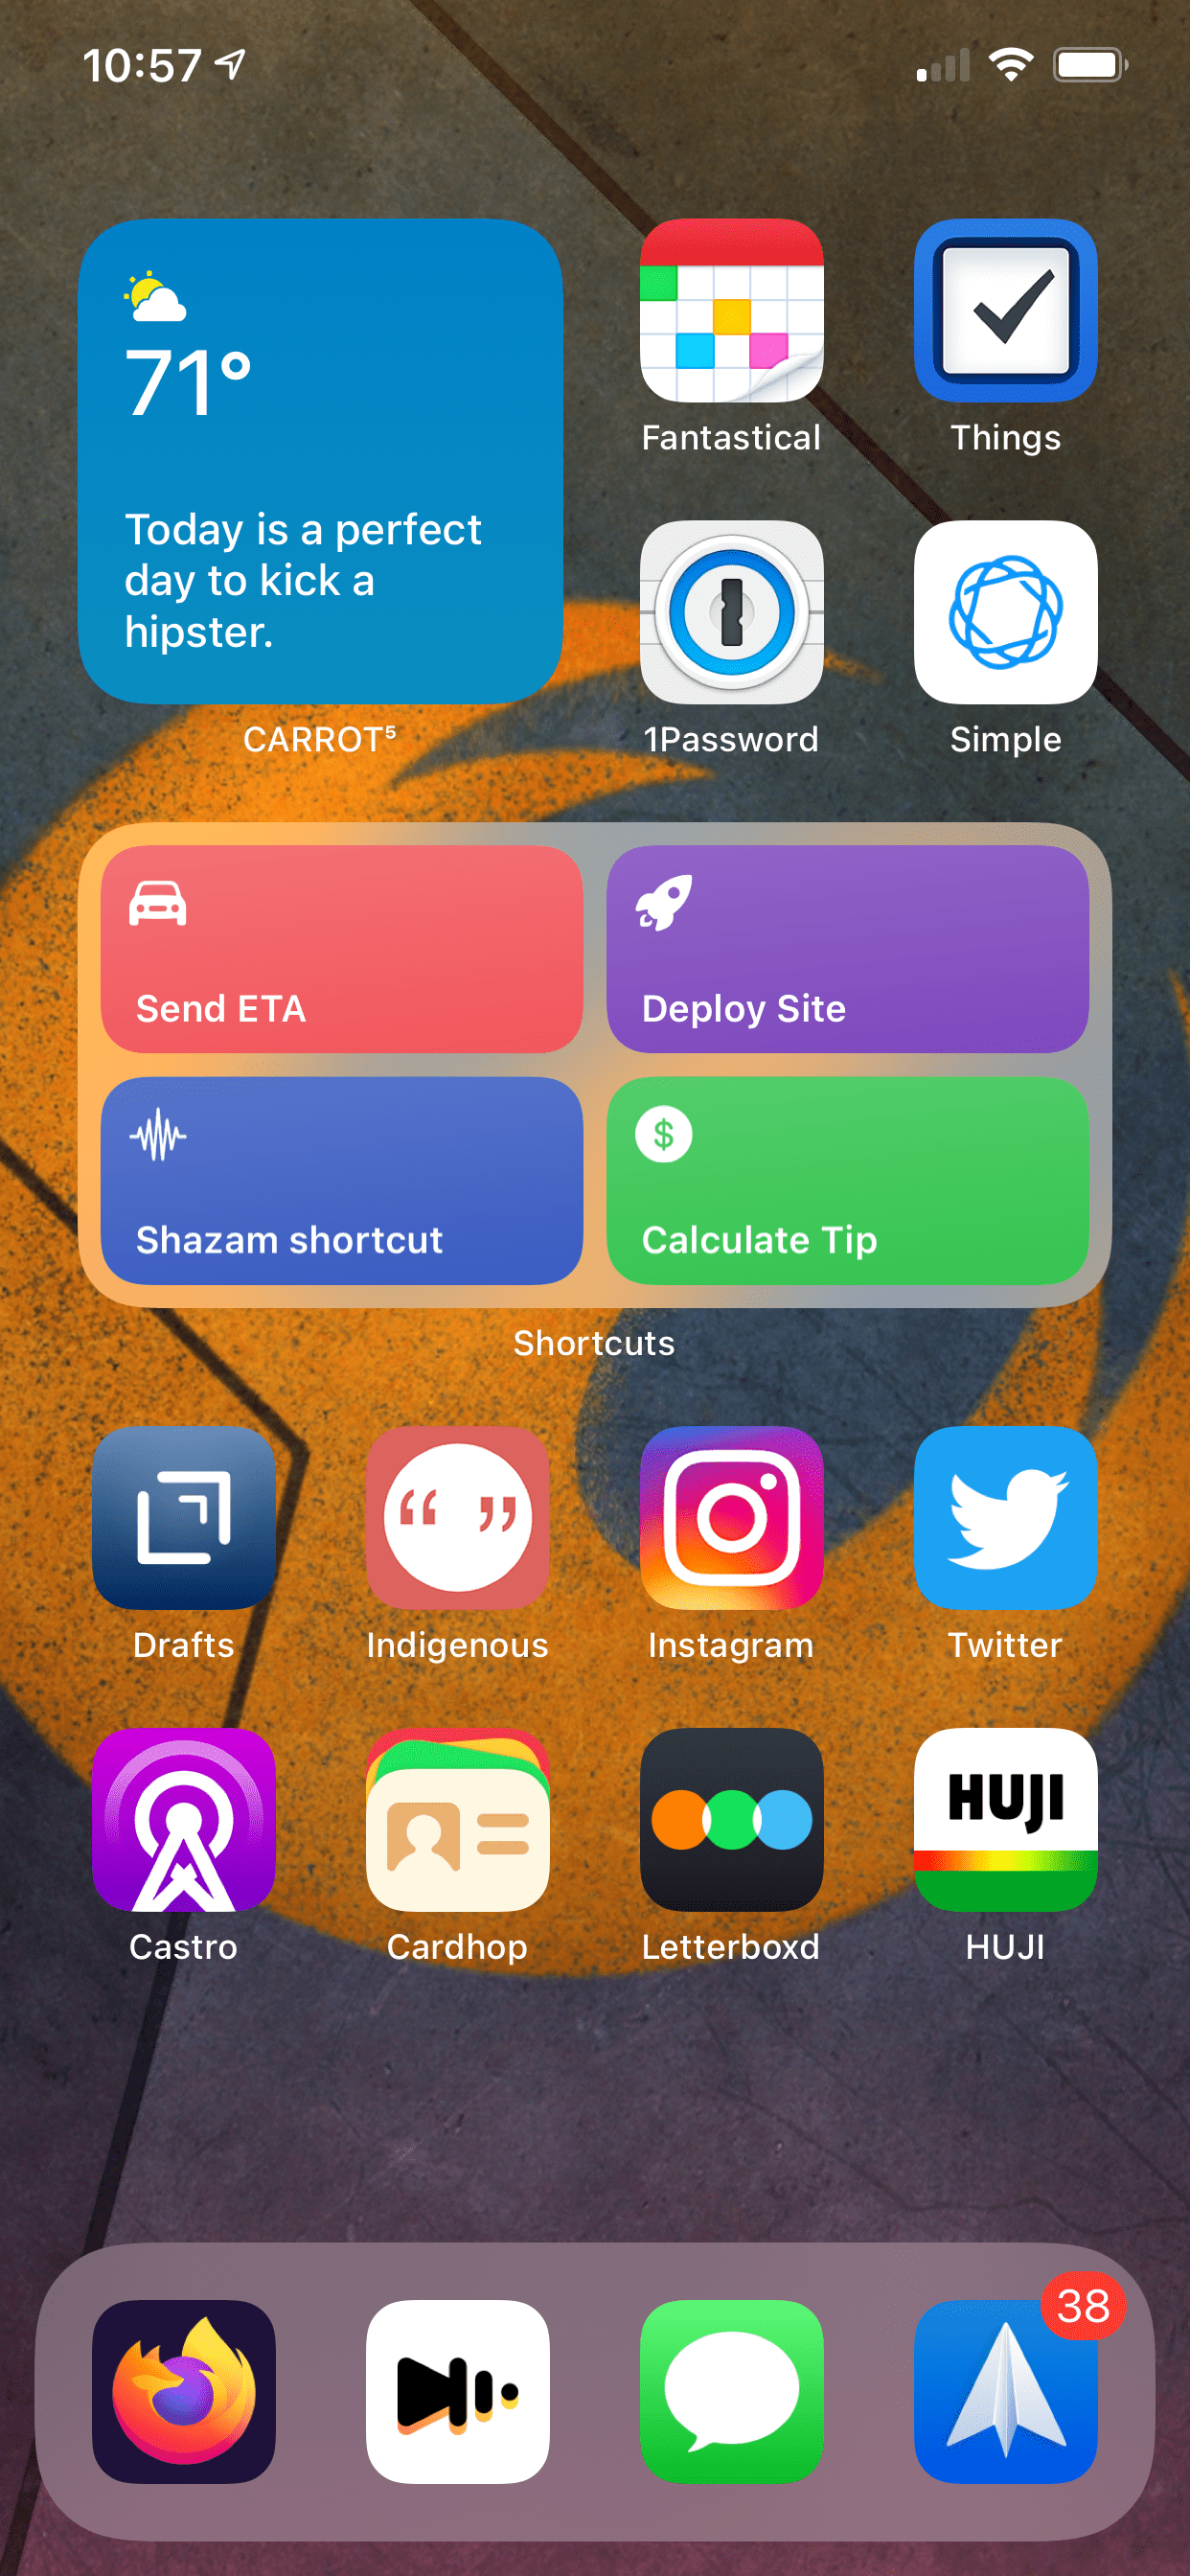 10:57
71°
Today is a perfect
day to kick a
hipster.
CARROT⁵
Fantastical
Things
1Password
Simple
Send ETA
Deploy Site
$
Shazam shortcut
Calculate Tip
Shortcuts
“ ”
Drafts
Indigenous
Instagram
Twitter
HUJI
Castro
Cardhop
Letterboxd
HUJI
38